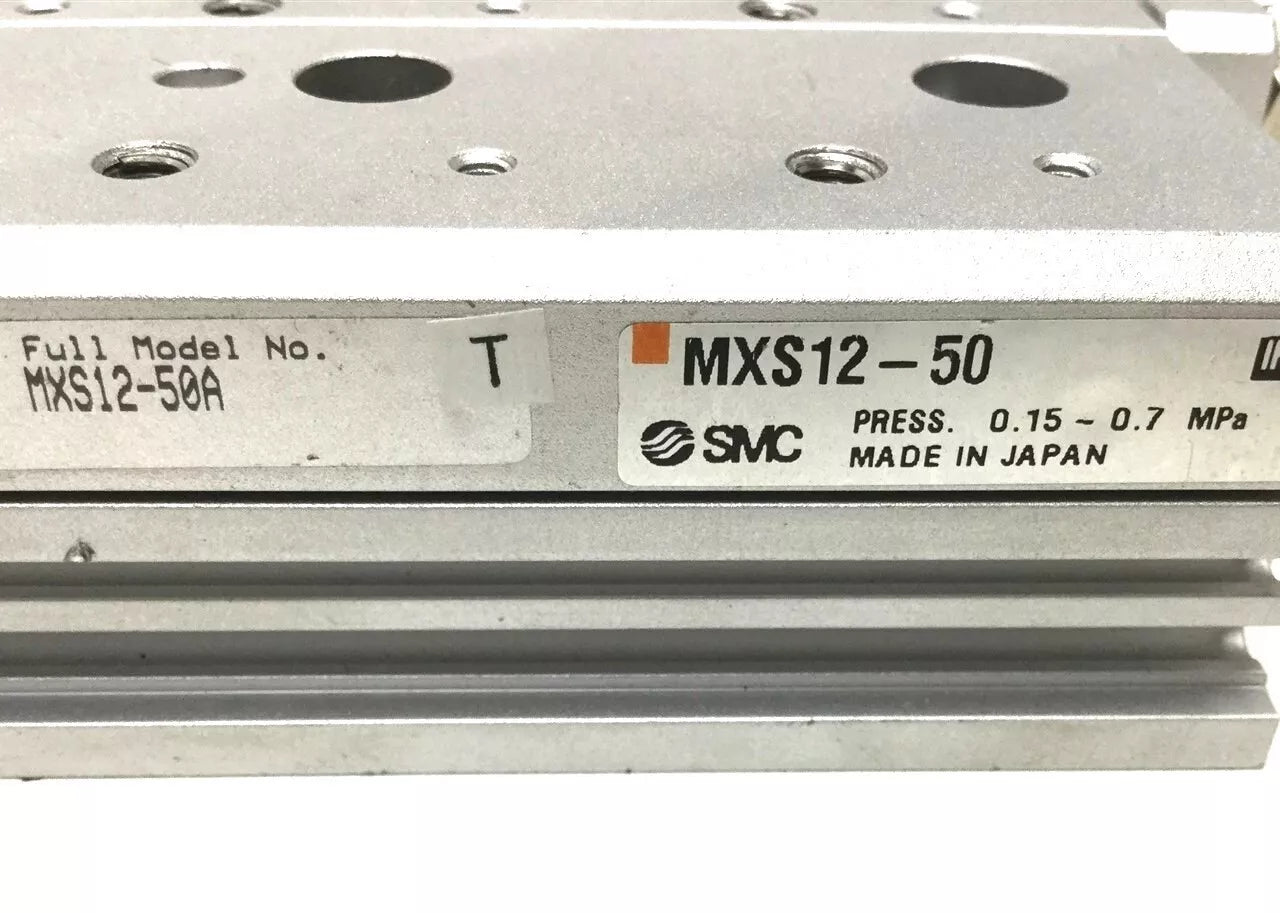 Full Model No.
MXS12-50A
T
MXS12-50
SMC
PRESS. 0.15 ~ 0.7 MPa
MADE IN JAPAN